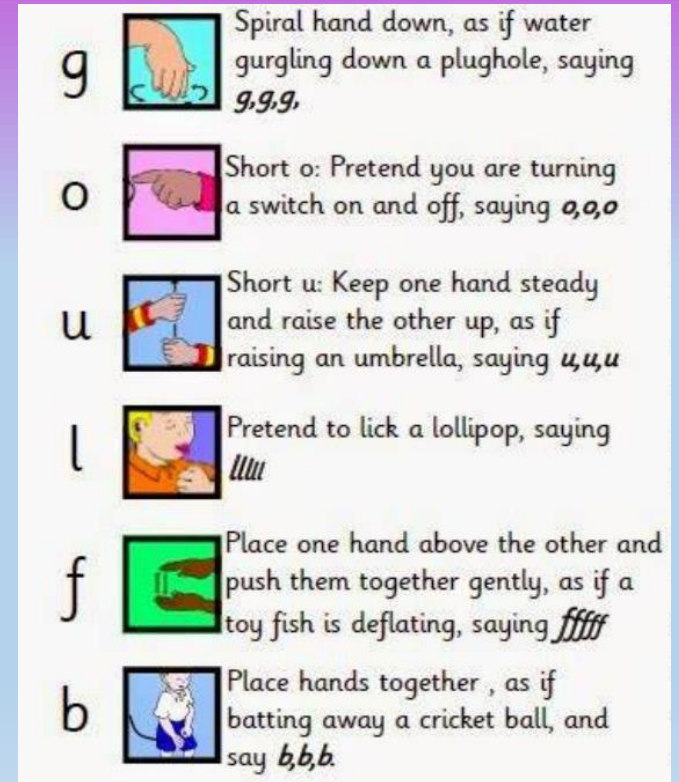 g
Spiral hand down, as if water
gurgling down a plughole, saying
g,g,g,
o
Short o: Pretend you are turning
a switch on and off, saying o,o,o
u
Short u: Keep one hand steady
and raise the other up, as if
raising an umbrella, saying u,u,u
l
Pretend to lick a lollipop, saying
lllll
f
Place one hand above the other and
push them together gently, as if a
toy fish is deflating, saying fffff
b
Place hands together , as if
batting away a cricket ball, and
say b,b,b.